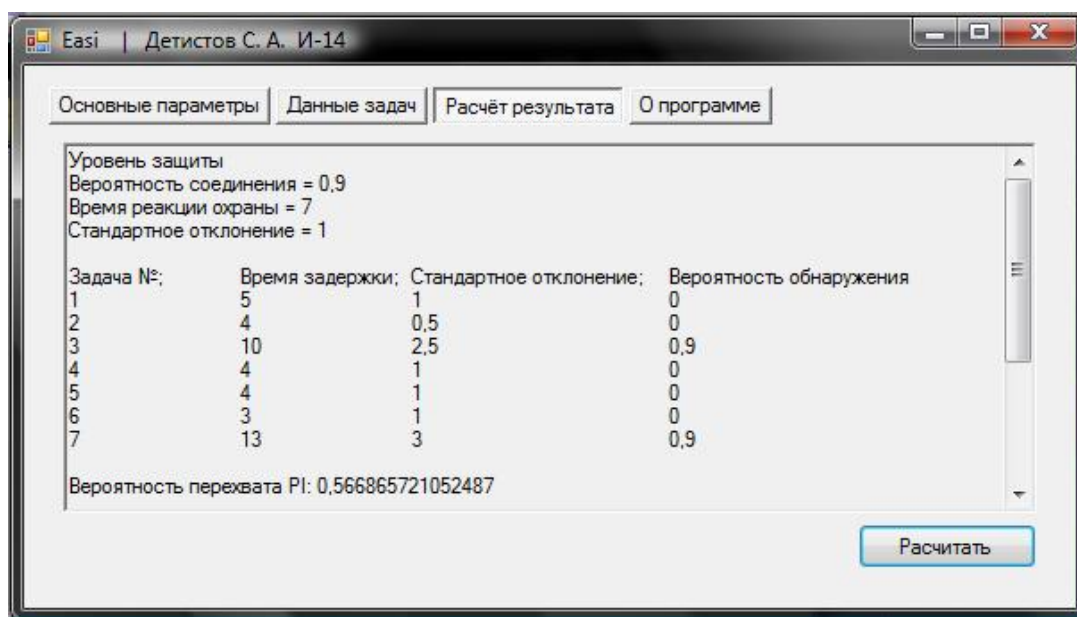 Easi | Детистов С. А. И-14
Основные параметры Данные задач Расчёт результата О программе
Уровень защиты
Вероятность соединения = 0,9
Время реакции охраны = 7
Стандартное отклонение = 1
Задача №; Время задержки; Стандартное отклонение; Вероятность обнаружения
1 5 1 0
2 4 0,5 0
3 10 2,5 0,9
4 4 1 0
5 4 1 0
6 3 1 0
7 13 3 0,9
Вероятность перехвата PI: 0,566865721052487
Расчитать